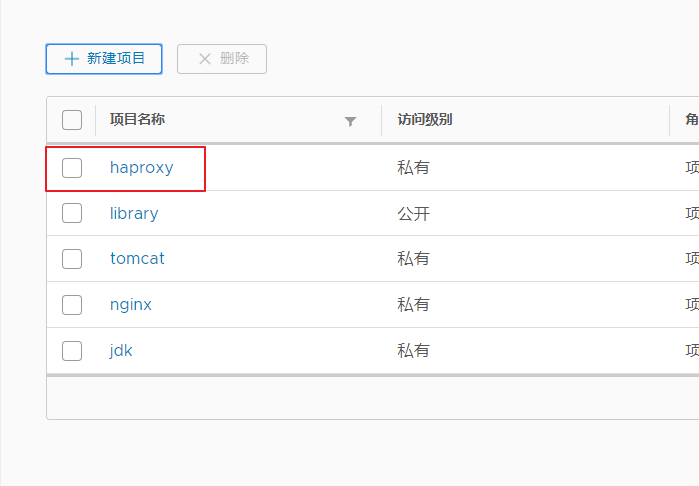 新建项目 删除
项目名称 访问级别 角
haproxy 私有 项
library 公开 项
tomcat 私有 项
nginx 私有 项
jdk 私有 项